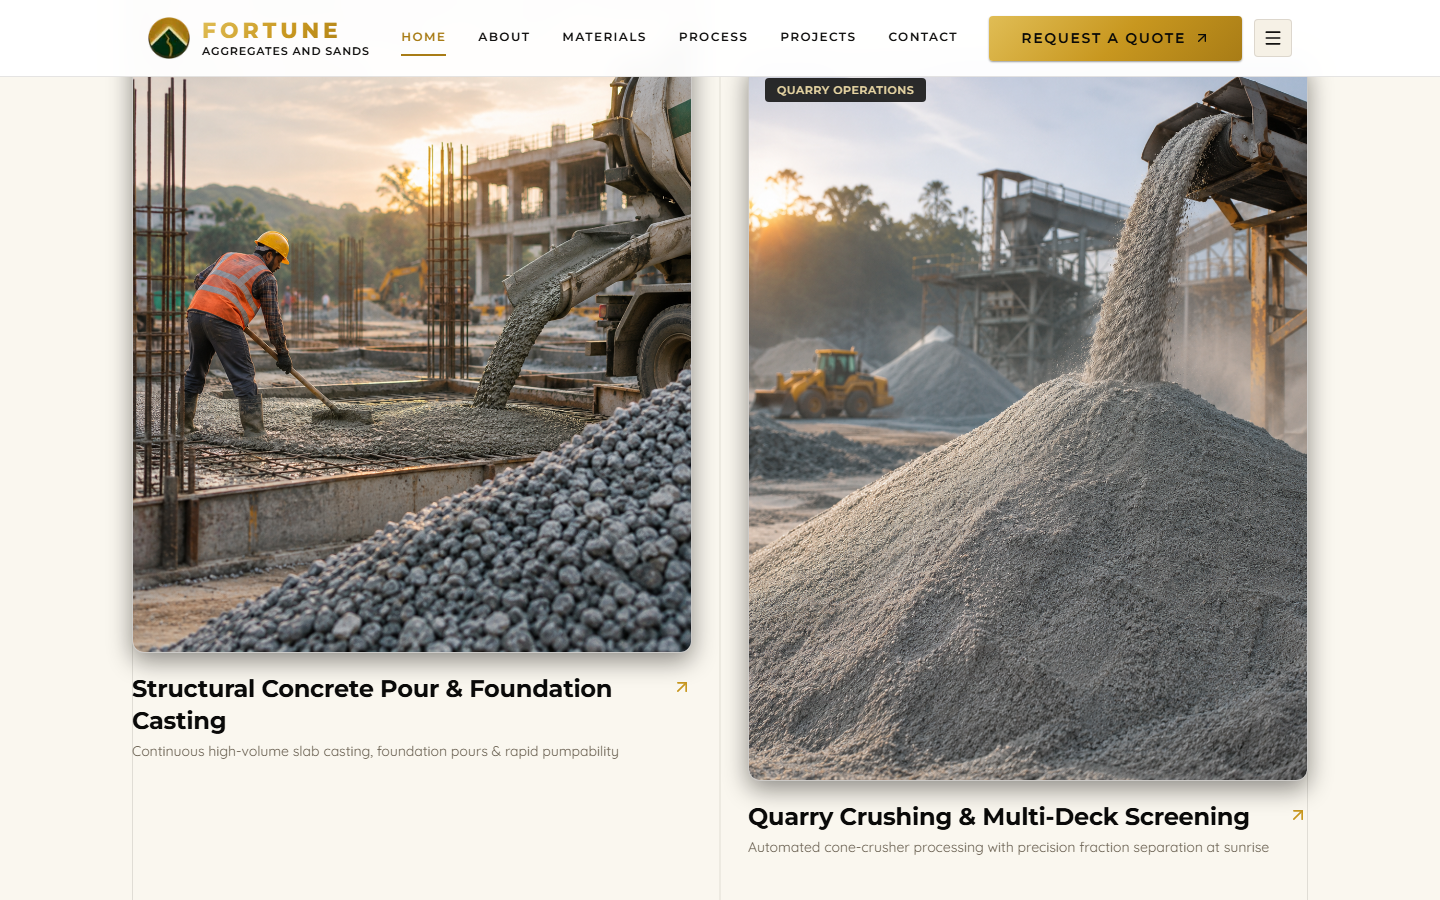 FORTUNE
AGGREGATES AND SANDS
HOME
ABOUT
MATERIALS
PROCESS
PROJECTS
CONTACT
REQUEST A QUOTE
QUARRY OPERATIONS
Structural Concrete Pour & Foundation
Casting
Continuous high-volume slab casting, foundation pours & rapid pumpability
Quarry Crushing & Multi-Deck Screening
Automated cone-crusher processing with precision fraction separation at sunrise